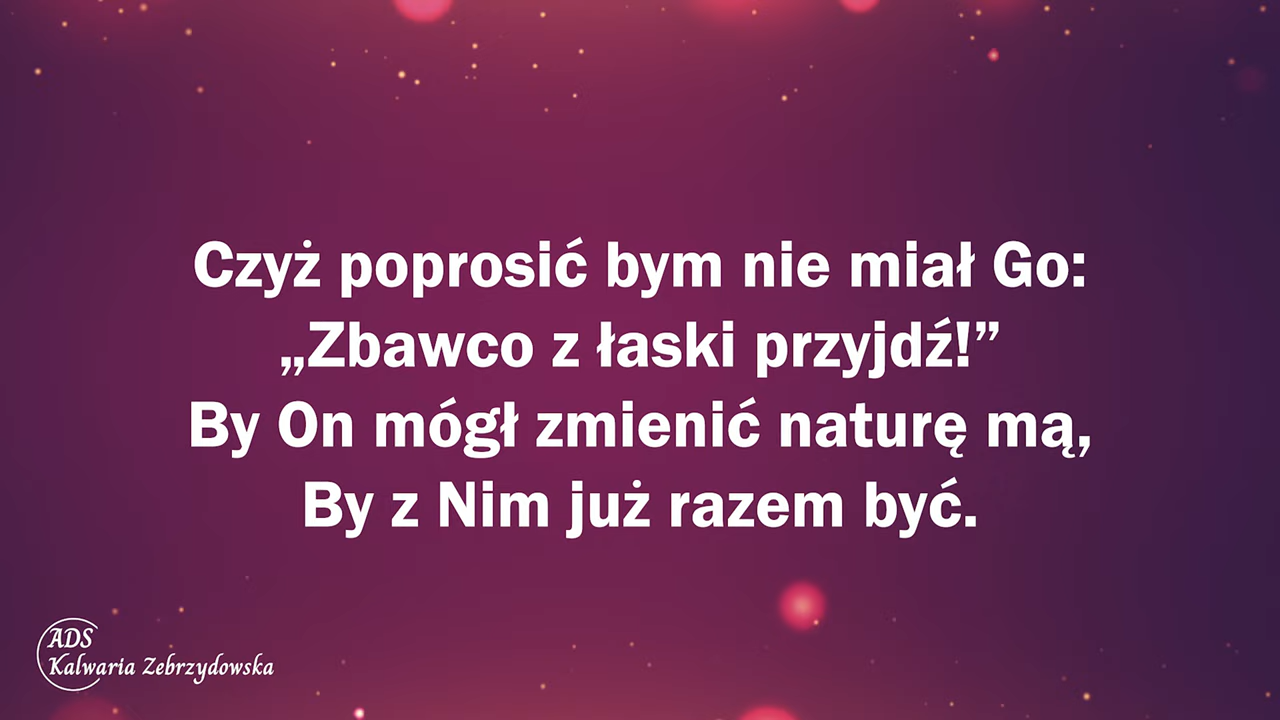 Czyż poprosić bym nie miał Go:
„Zbawco z łaski przyjdź!”
By On mógł zmienić naturę mą,
By z Nim już razem być.
ADS
Kalwaria Zebrzydowska